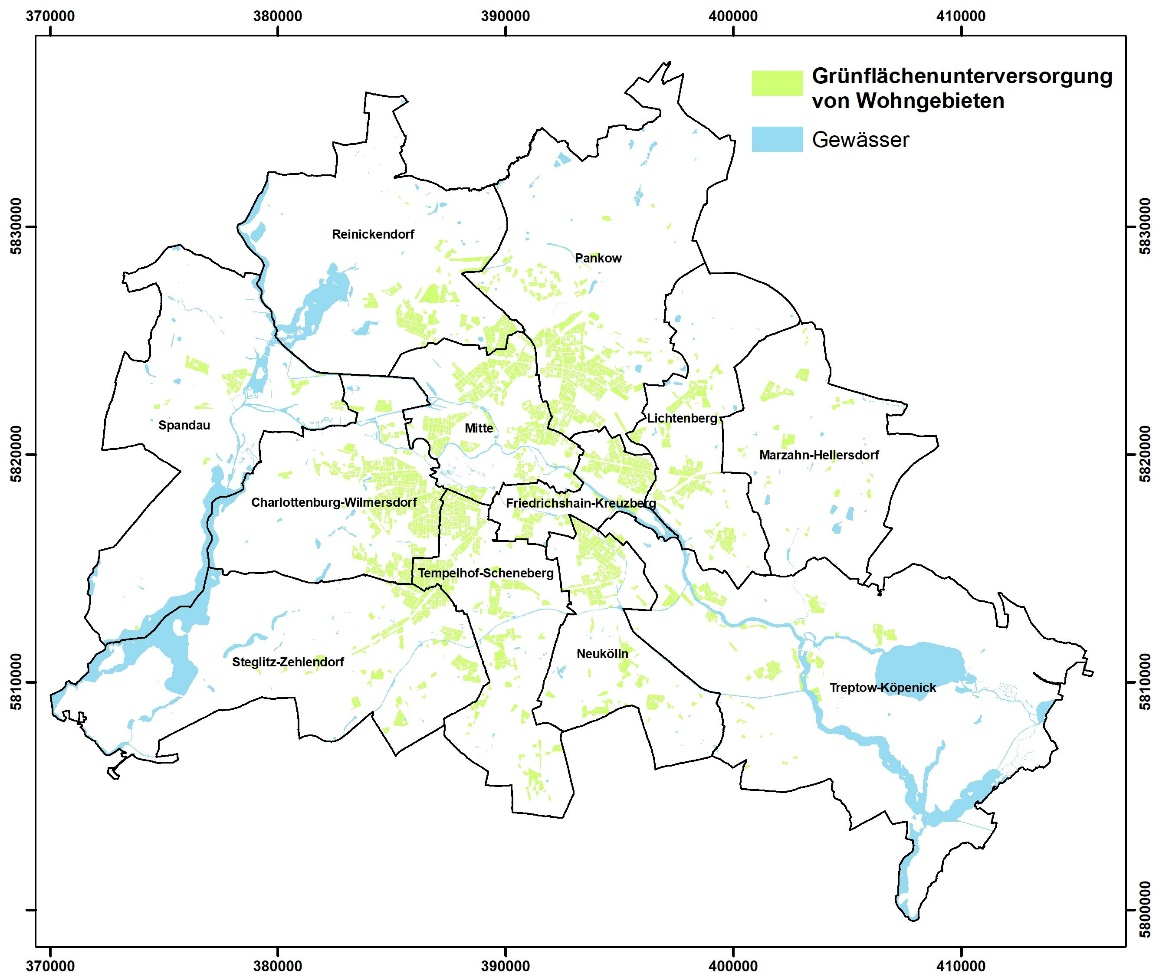 370000 380000 390000 400000 410000
Grünflächenunterversorgung
von Wohngebieten
Gewässer
5830000 5830000
Reinickendorf
Pankow
Lichtenberg
Spandau
Mitte
5820000 5820000
Marzahn-Hellersdorf
Charlottenburg-Wilmersdorf
Friedrichshain-Kreuzberg
Tempelhof-Scheneberg
Neukölln
Steglitz-Zehlendorf
5810000 5810000
Treptow-Köpenick
5800000
370000 380000 390000 400000 410000